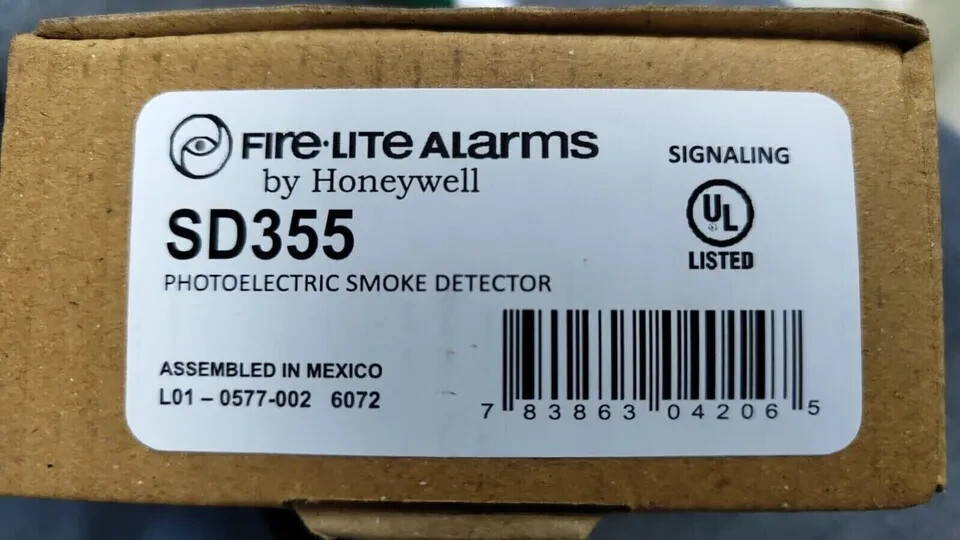 FIRE·LITE ALARMS
by Honeywell
SD355
PHOTOELECTRIC SMOKE DETECTOR
SIGNALING
UL
LISTED
ASSEMBLED IN MEXICO
L01 – 0577-002 6072
7 83863 04206 5